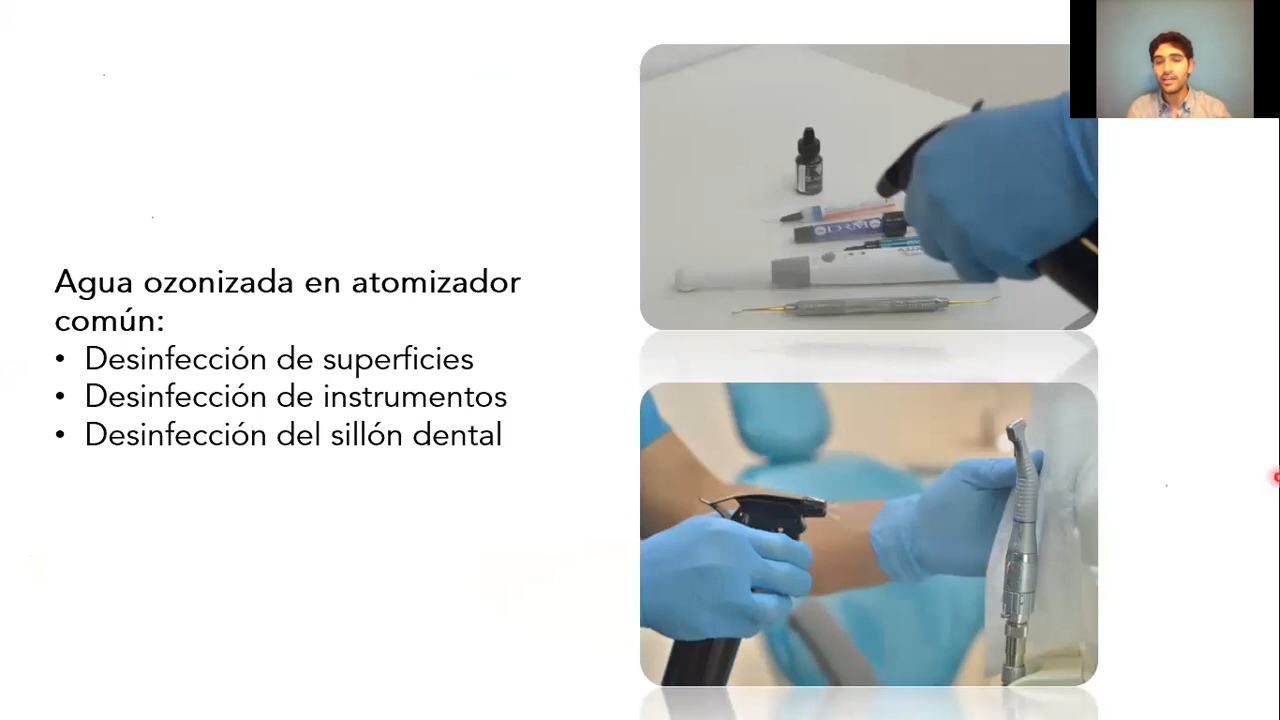 Agua ozonizada en atomizador
común:
• Desinfección de superficies
• Desinfección de instrumentos
• Desinfección del sillón dental